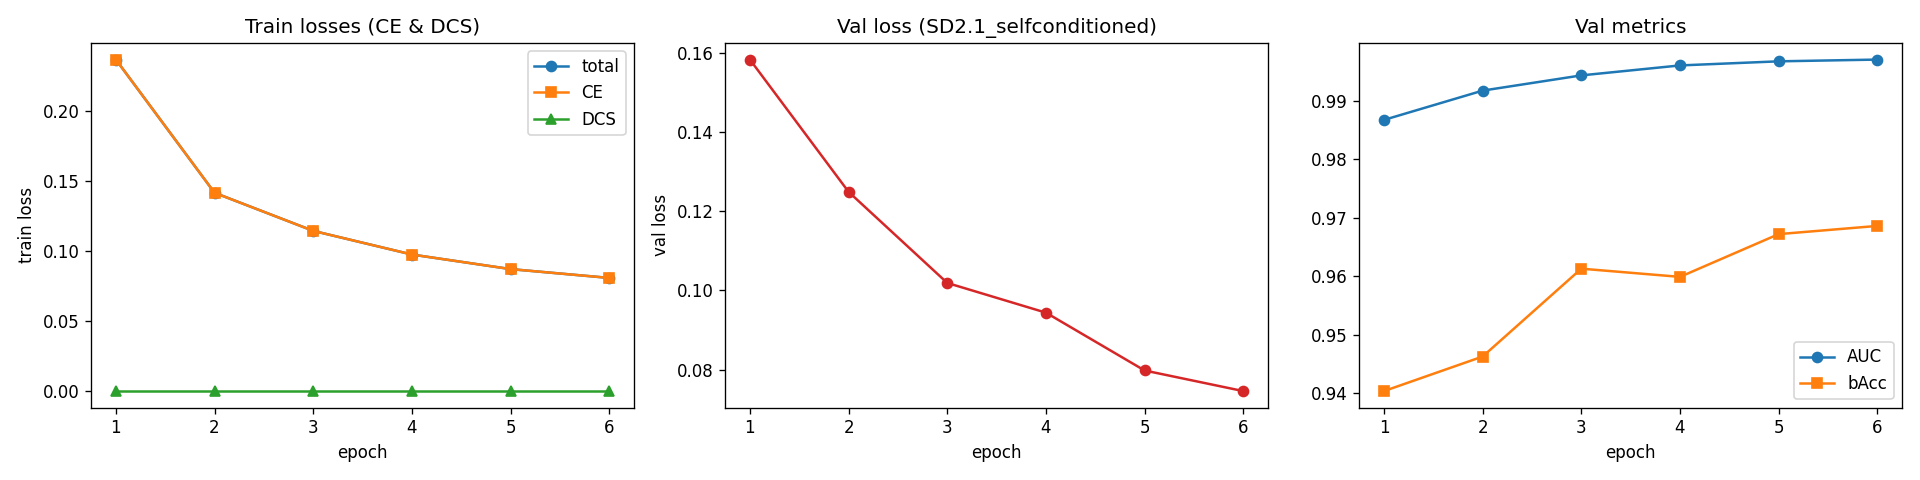 Train losses (CE & DCS)
train loss
0.20
0.15
0.10
0.05
0.00
total
CE
DCS
1 2 3 4 5 6
epoch
Val loss (SD2.1_selfconditioned)
val loss
0.16
0.14
0.12
0.10
0.08
1 2 3 4 5 6
epoch
Val metrics
0.99
0.98
0.97
0.96
0.95
0.94
AUC
bAcc
1 2 3 4 5 6
epoch